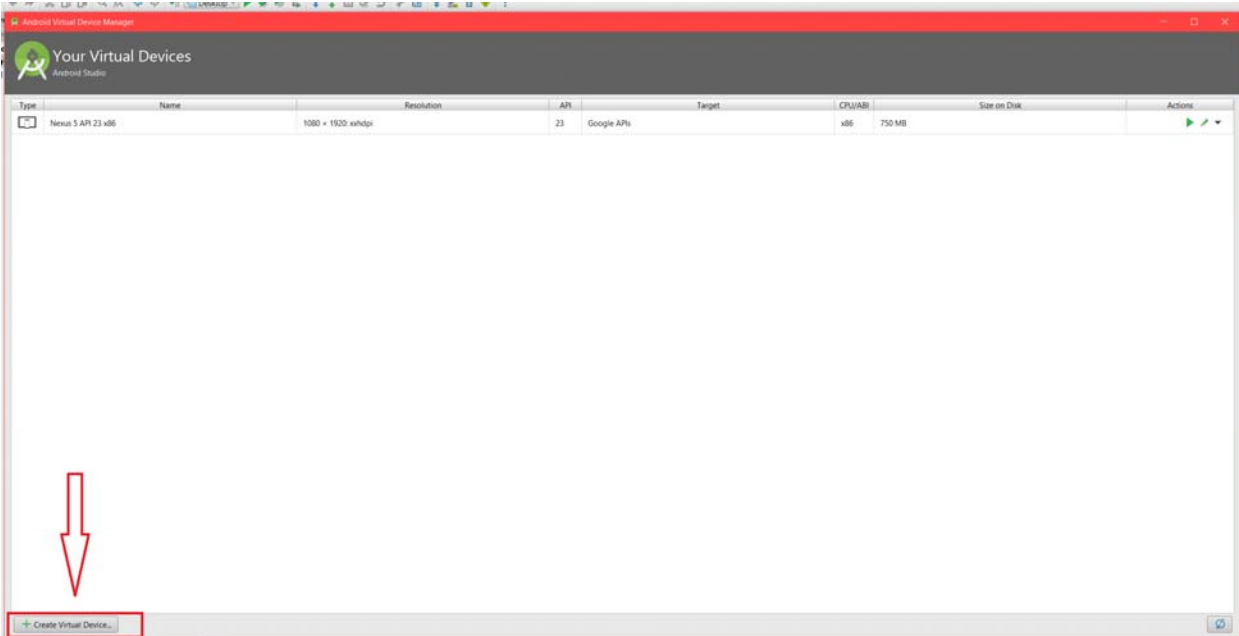 Desktop
Android Virtual Device Manager
Your Virtual Devices
Android Studio
Type Name Resolution API Target CPU/ABI Size on Disk Actions
Nexus 5 API 23 x86 1080 × 1920: xxhdpi 23 Google APIs x86 750 MB
+ Create Virtual Device...